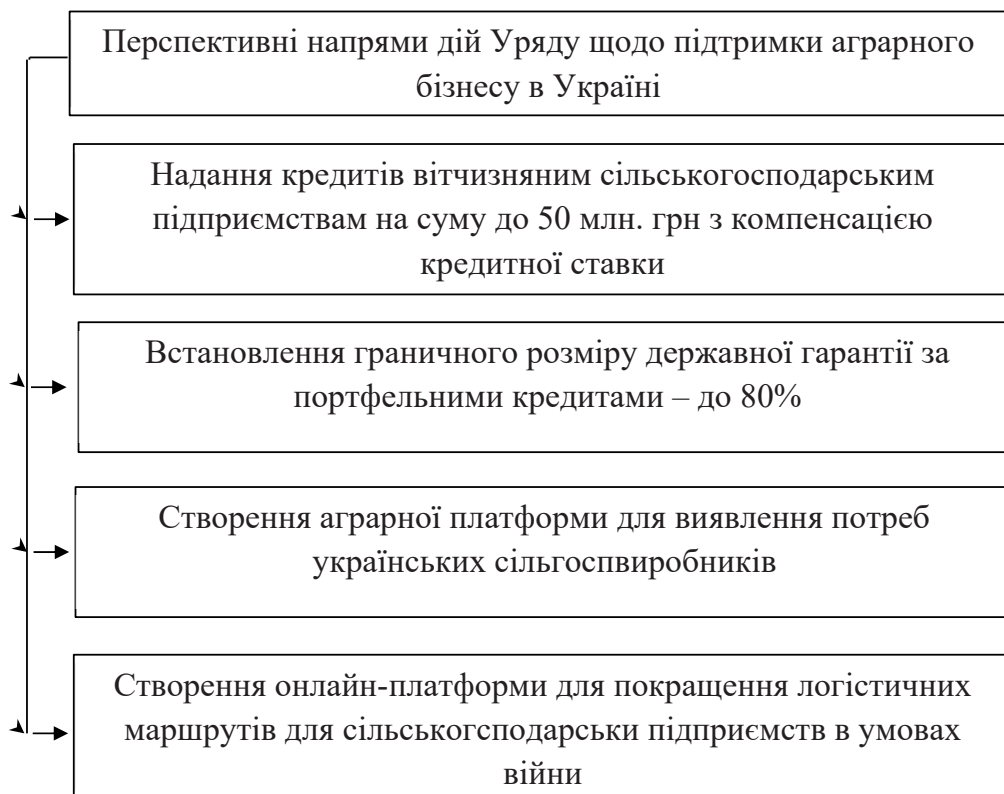 Перспективні напрями дій Уряду щодо підтримки аграрного
бізнесу в Україні
Надання кредитів вітчизняним сільськогосподарським
підприємствам на суму до 50 млн. грн з компенсацією
кредитної ставки
Встановлення граничного розміру державної гарантії за
портфельними кредитами – до 80%
Створення аграрної платформи для виявлення потреб
українських сільгоспвиробників
Створення онлайн-платформи для покращення логістичних
маршрутів для сільськогсподарськи підприємств в умовах
війни